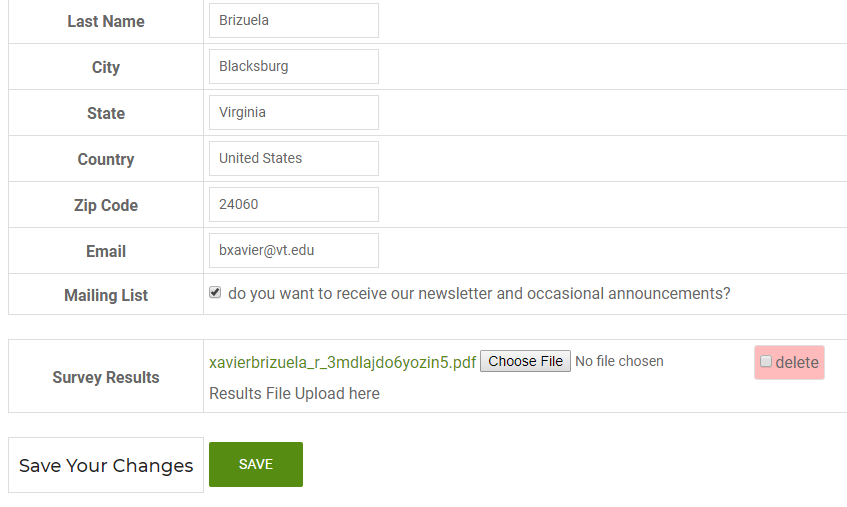 Last Name Brizuela
City Blacksburg
State Virginia
Country United States
Zip Code 24060
Email bxavier@vt.edu
Mailing List do you want to receive our newsletter and occasional announcements?
Survey Results xavierbrizuela_r_3mdlajdo6yozin5.pdf Choose File No file chosen delete
Results File Upload here
Save Your Changes SAVE